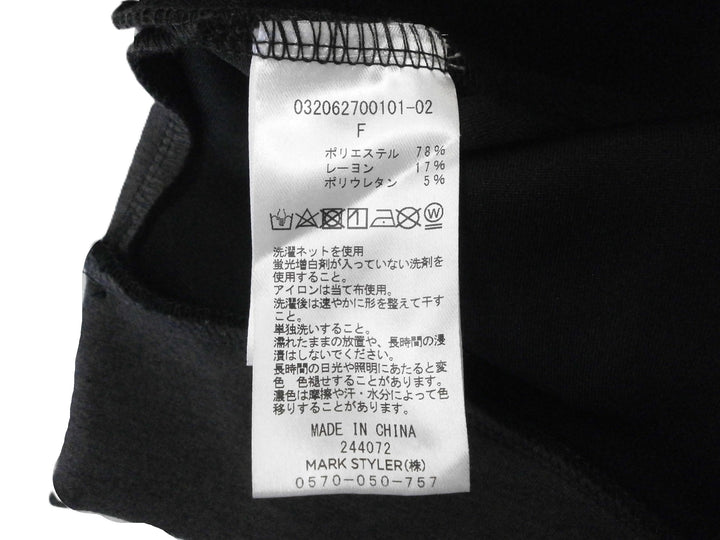 032062700101-02
F
ポリエステル 78%
レーヨン 17%
ポリウレタン 5%
W
洗濯ネットを使用
蛍光増白剤が入っていない洗剤を
使用すること。
アイロンは当て布使用。
洗濯後は速やかに形を整えて干す
こと。
単独洗いすること。
濡れたままの放置や、長時間の浸
漬はしないでください。
長時間の日光や照明にあたると変
色 色褪せすることがあります。
濃色は摩擦や汗・水分によって色
移りすることがあります。
MADE IN CHINA
244072
MARK STYLER(株)
0570-050-757